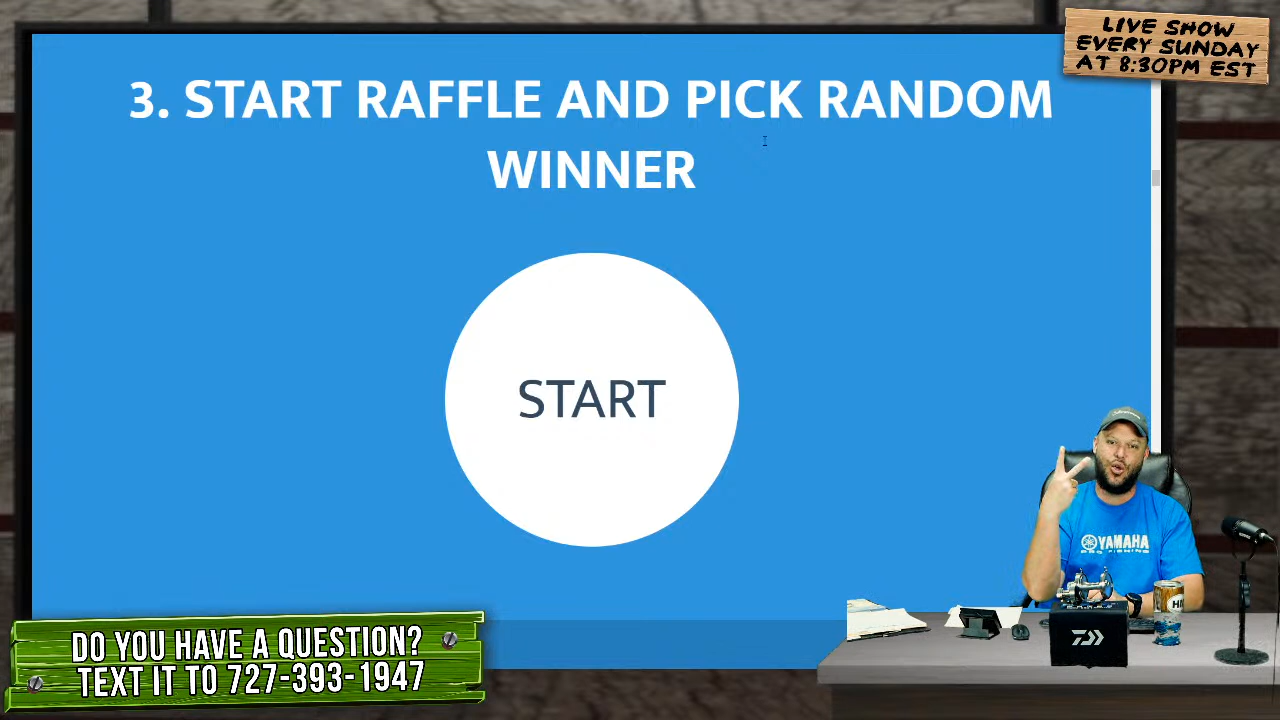 LIVE SHOW
EVERY SUNDAY
AT 8:30PM EST
3. START RAFFLE AND PICK RANDOM
WINNER
START
YAMAHA
DO YOU HAVE A QUESTION?
TEXT IT TO 727-393-1947